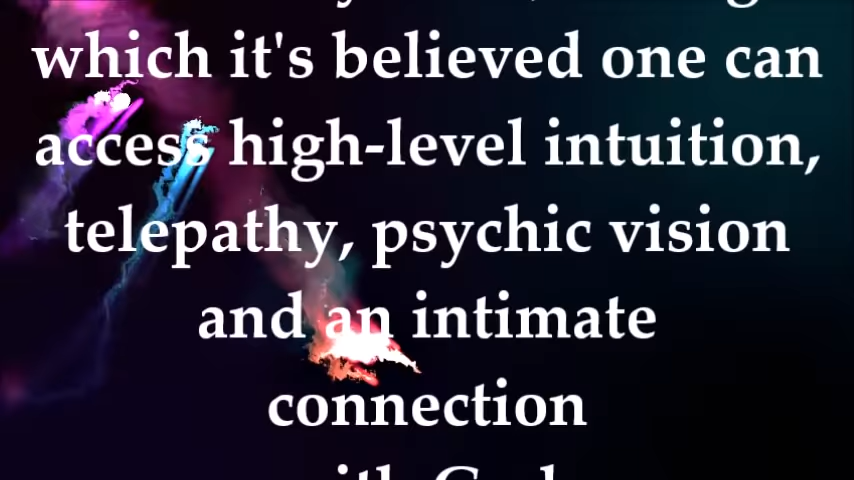 which it's believed one can
access high-level intuition,
telepathy, psychic vision
and an intimate
connection